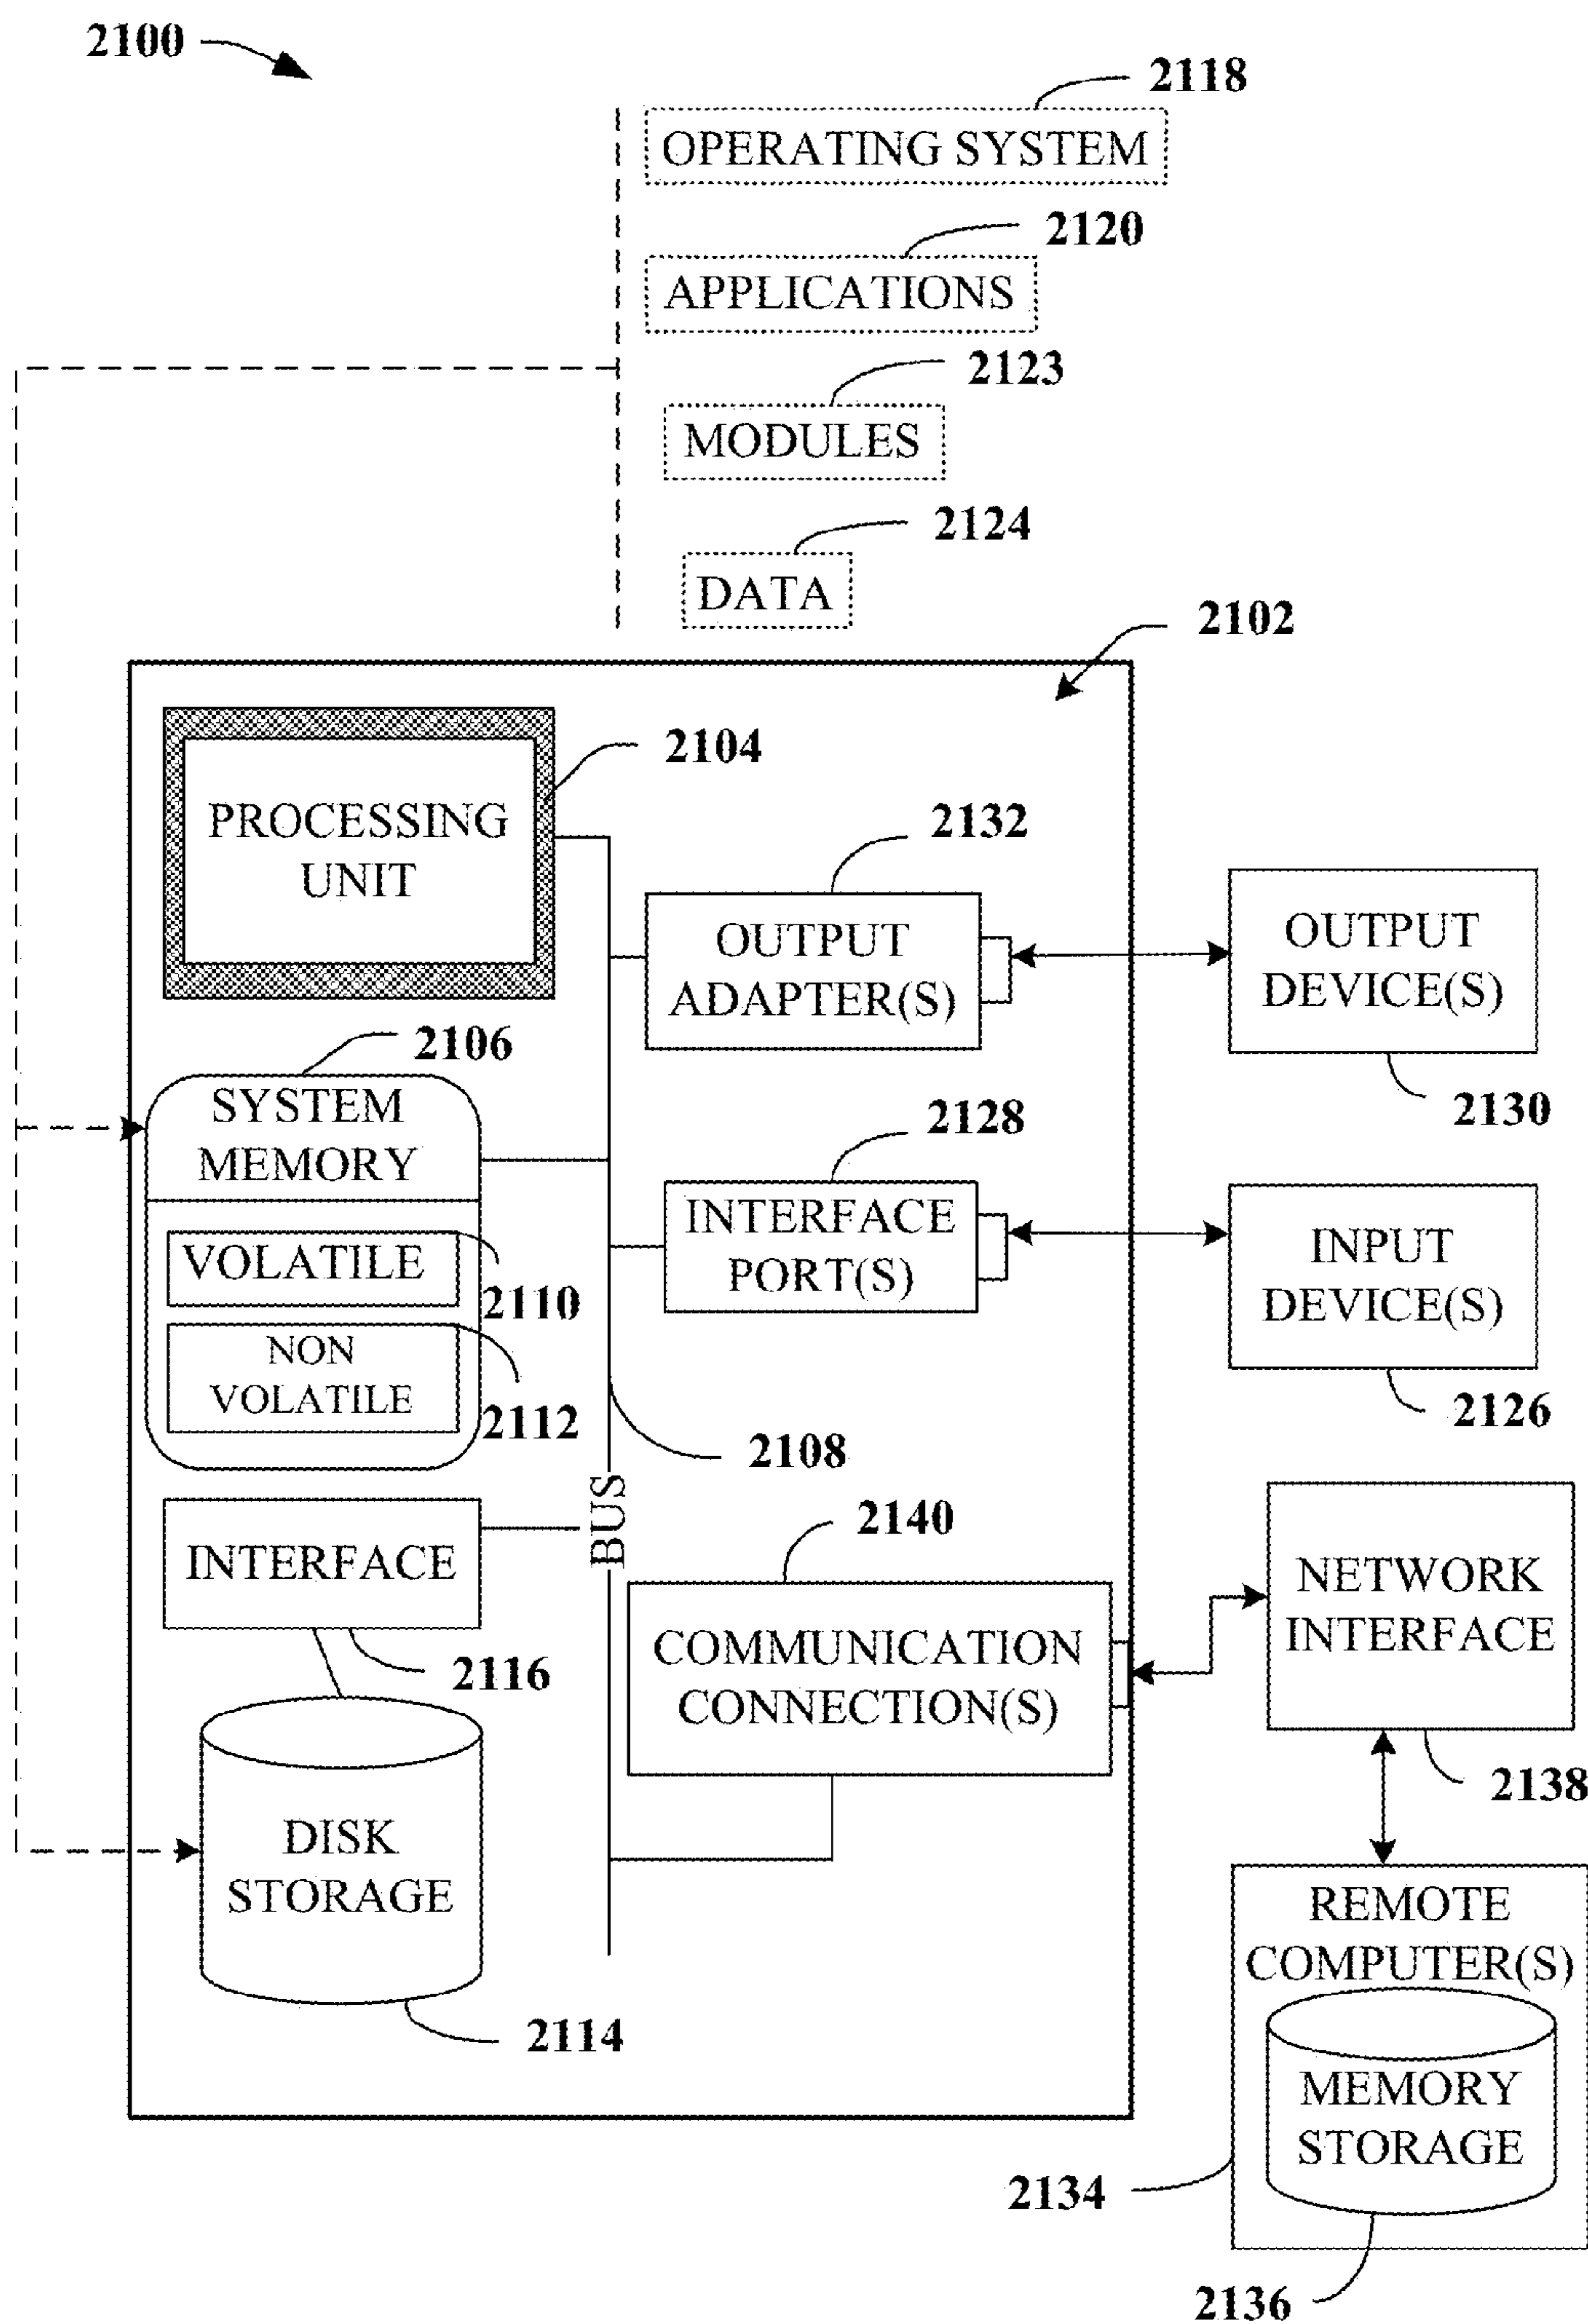 2100
2118
OPERATING SYSTEM
2120
APPLICATIONS
2123
MODULES
2124
DATA
2102
2104
PROCESSING
UNIT
2132
OUTPUT
ADAPTER(S)
OUTPUT
DEVICE(S)
2130
2106
SYSTEM
MEMORY
2128
INTERFACE
PORT(S)
INPUT
DEVICE(S)
2126
VOLATILE
2110
NON
VOLATILE
2112
2108
BUS
INTERFACE
2116
2140
COMMUNICATION
CONNECTION(S)
NETWORK
INTERFACE
2138
DISK
STORAGE
2114
REMOTE
COMPUTER(S)
MEMORY
STORAGE
2134
2136